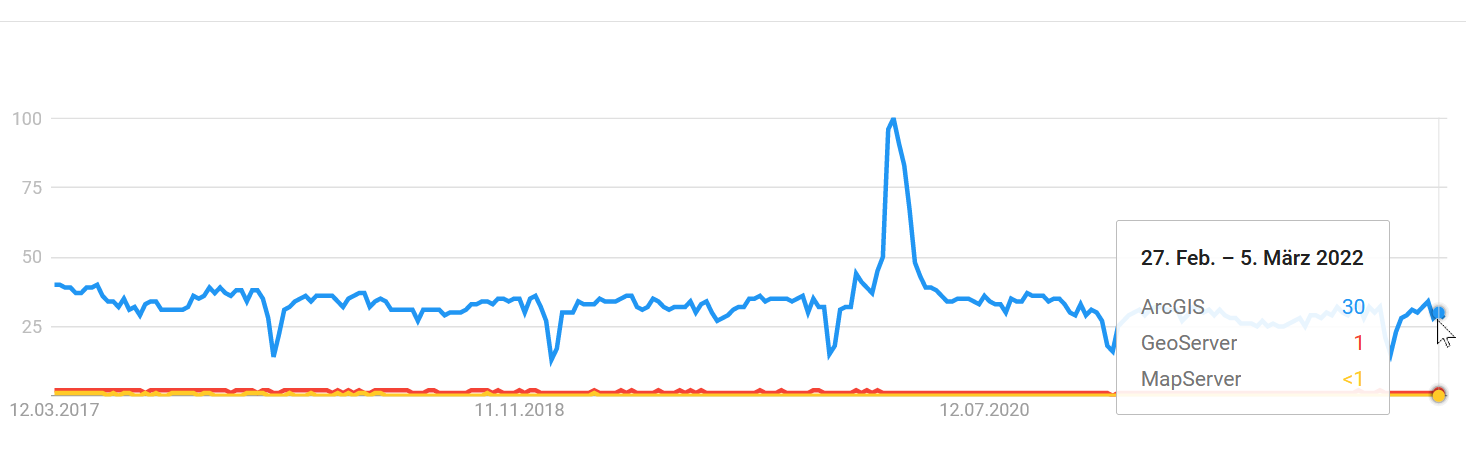 100
75
50
25
12.03.2017
11.11.2018
12.07.2020
27. Feb. – 5. März 2022
ArcGIS 30
GeoServer 1
MapServer <1